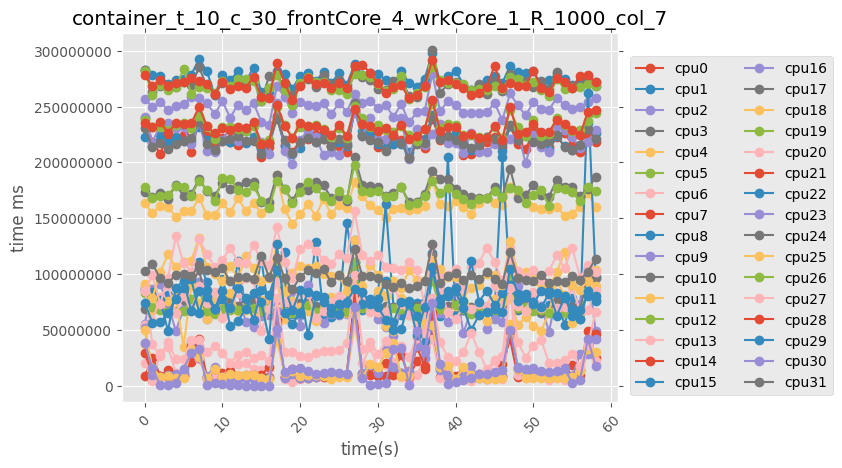 container_t_10_c_30_frontCore_4_wrkCore_1_R_1000_col_7
time ms
300000000
250000000
200000000
150000000
100000000
50000000
0
0
10
20
30
40
50
60
time(s)
cpu0
cpu1
cpu2
cpu3
cpu4
cpu5
cpu6
cpu7
cpu8
cpu9
cpu10
cpu11
cpu12
cpu13
cpu14
cpu15
cpu16
cpu17
cpu18
cpu19
cpu20
cpu21
cpu22
cpu23
cpu24
cpu25
cpu26
cpu27
cpu28
cpu29
cpu30
cpu31